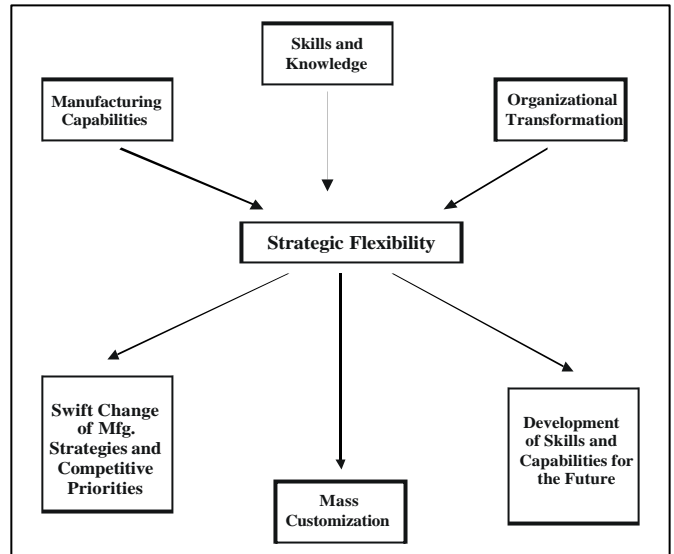 Skills and
Knowledge
Manufacturing
Capabilities
Organizational
Transformation
Strategic Flexibility
Swift Change
of Mfg.
Strategies and
Competitive
Priorities
Mass
Customization
Development
of Skills and
Capabilities for
the Future